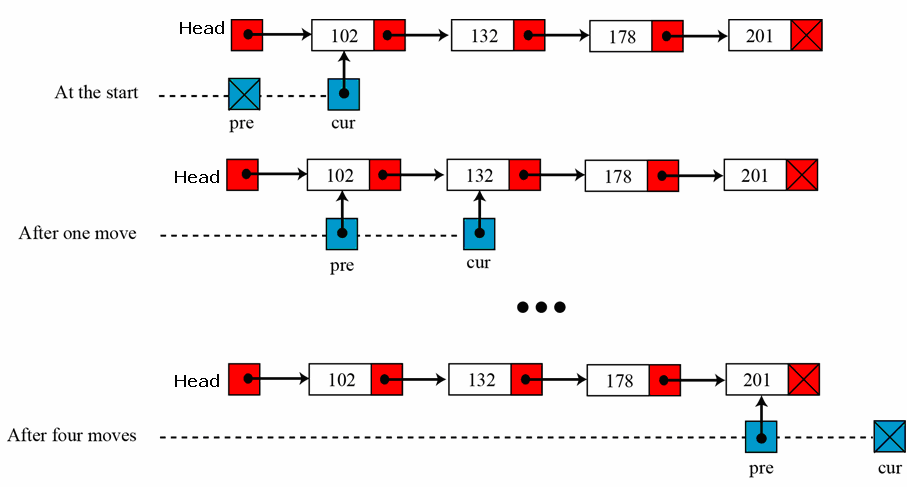 Head 102 132 178 201
At the start
pre cur
Head 102 132 178 201
After one move
pre cur
Head 102 132 178 201
After four moves
pre cur